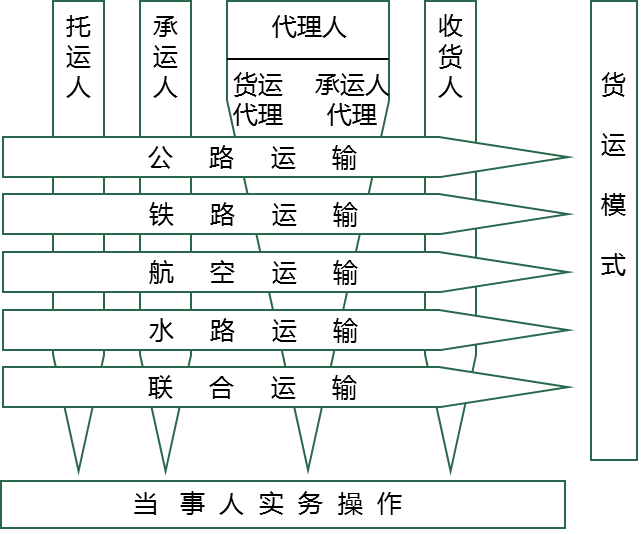 托运人
承运人
代理人
货运代理
承运人代理
收货人
货运模式
公路运输
铁路运输
航空运输
水路运输
联合运输
当事人实务操作